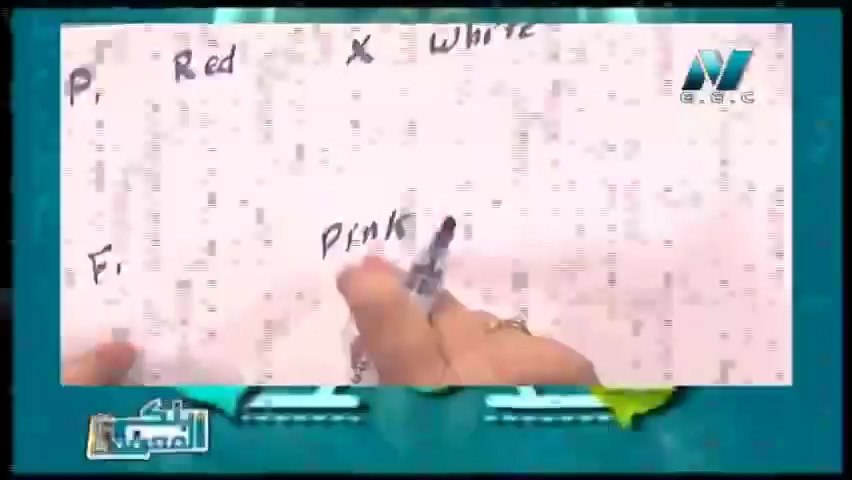 P₁ Red x White
F₁ Pink
e.e.c